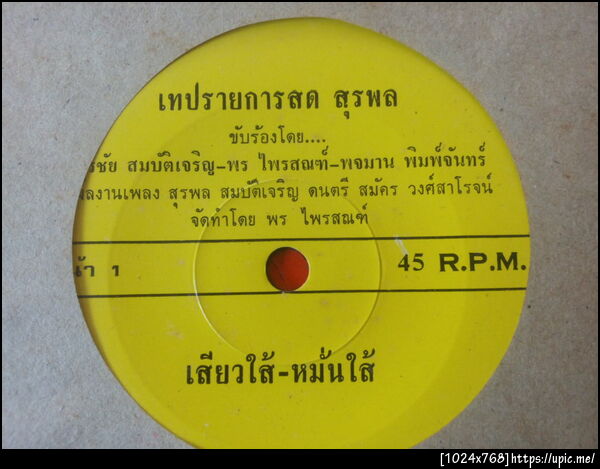 เทปรายการสด สุรพล
ขับร้องโดย....
รชัย สมบัติเจริญ-พร ไพรสณฑ์-พจมาน พิมพ์จันทร์
ลงานเพลง สุรพล สมบัติเจริญ ดนตรี สมัคร วงศ์สาโรจน์
จัดทำโดย พร ไพรสณฑ์
น้า 1
45 R.P.M.
เสียวใส้-หมั่นใส้
[1024x768]https://upic.me/